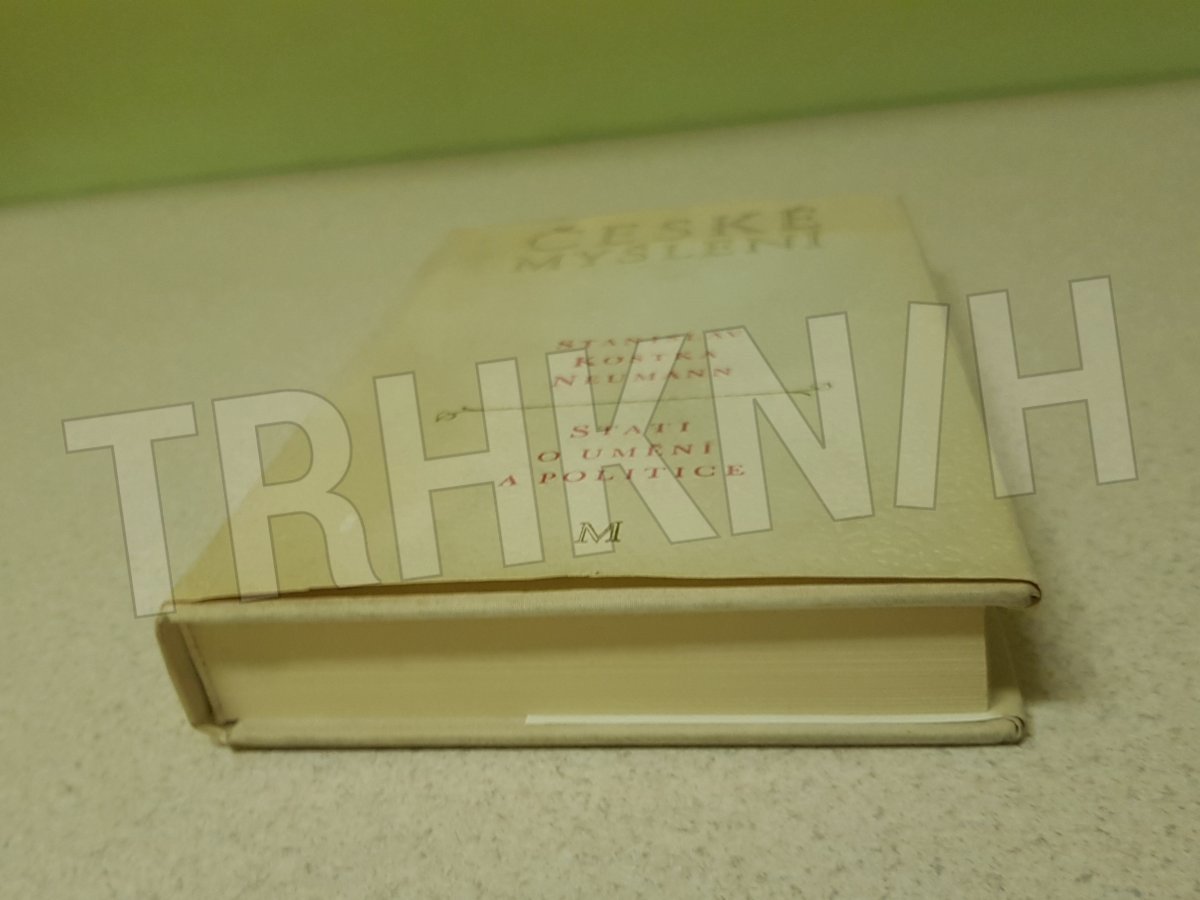 ČESKÉ
MYŠLENÍ
STANISLAV
KOSTKA
NEUMANN
STATI
O UMĚNÍ
A POLITICE
M
TRHKNIH